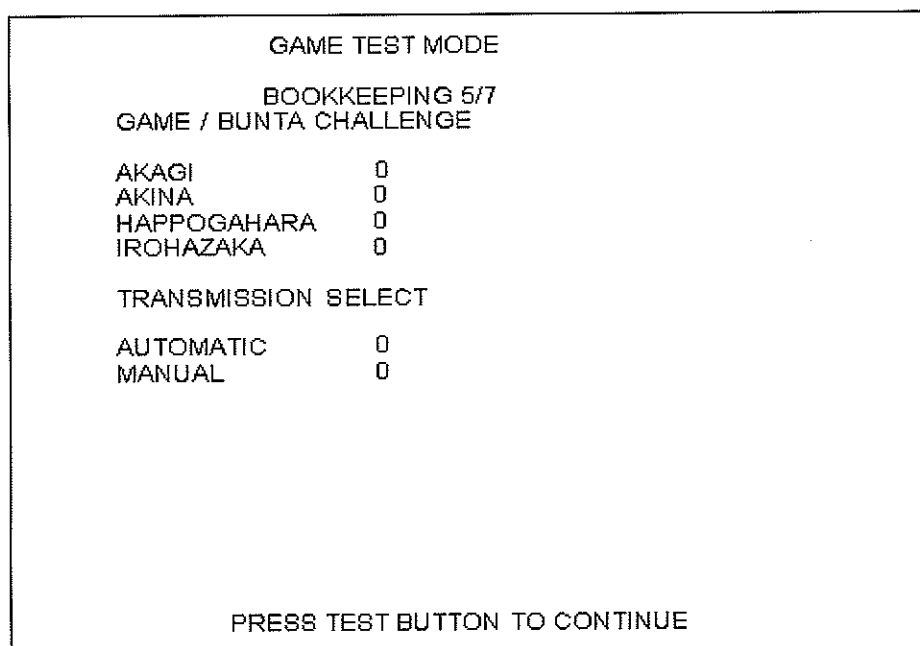 GAME TEST MODE
BOOKKEEPING 5/7
GAME / BUNTA CHALLENGE
AKAGI 0
AKINA 0
HAPPOGAHARA 0
IROHAZAKA 0
TRANSMISSION SELECT
AUTOMATIC 0
MANUAL 0
PRESS TEST BUTTON TO CONTINUE